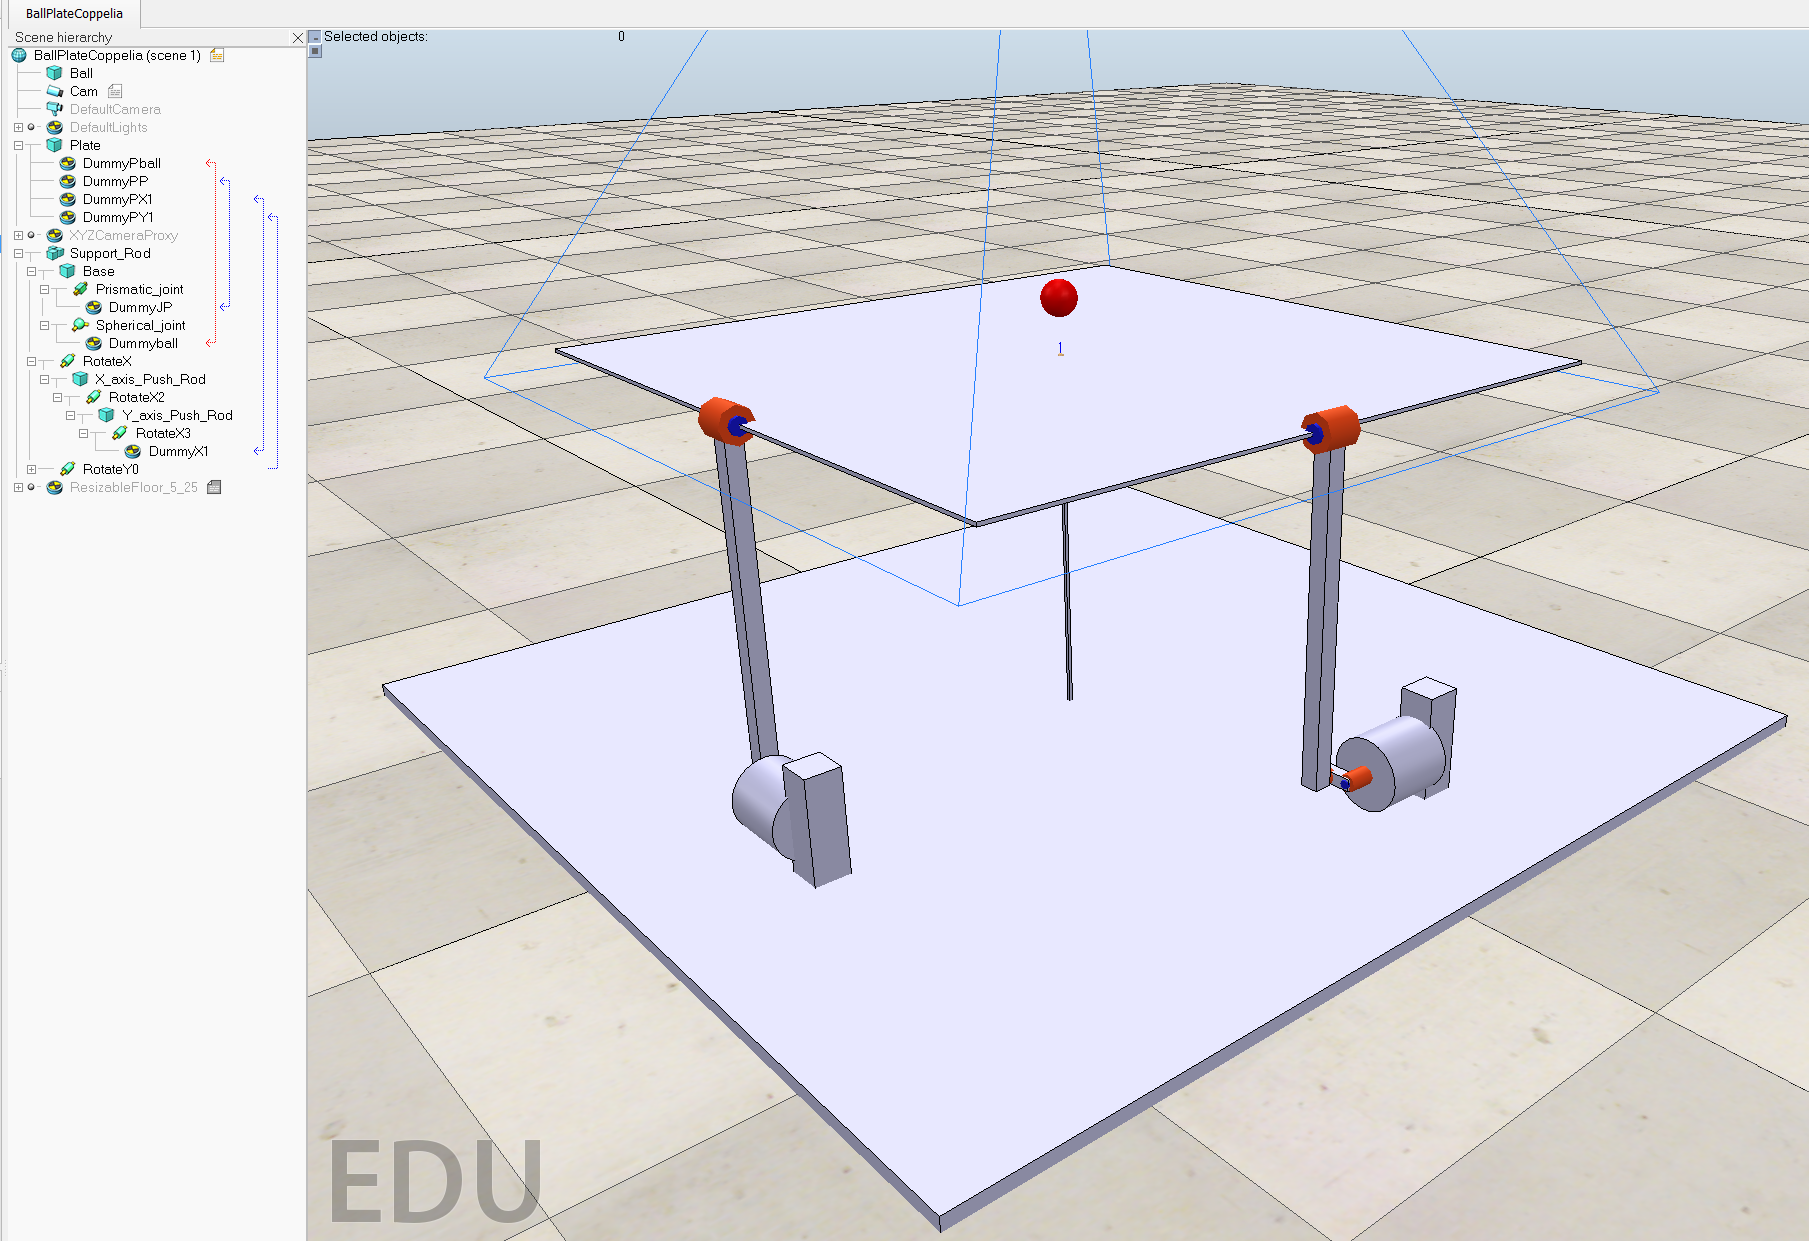 BallPlateCoppelia
Scene hierarchy
Selected objects: 0
BallPlateCoppelia (scene 1)
Ball
Cam
DefaultCamera
DefaultLights
Plate
DummyPball
DummyPP
DummyPX1
DummyPY1
XYZCameraProxy
Support_Rod
Base
Prismatic_joint
DummyJP
Spherical_joint
Dummyball
RotateX
X_axis_Push_Rod
RotateX2
Y_axis_Push_Rod
RotateX3
DummyX1
RotateY0
ResizableFloor_5_25
1
EDU